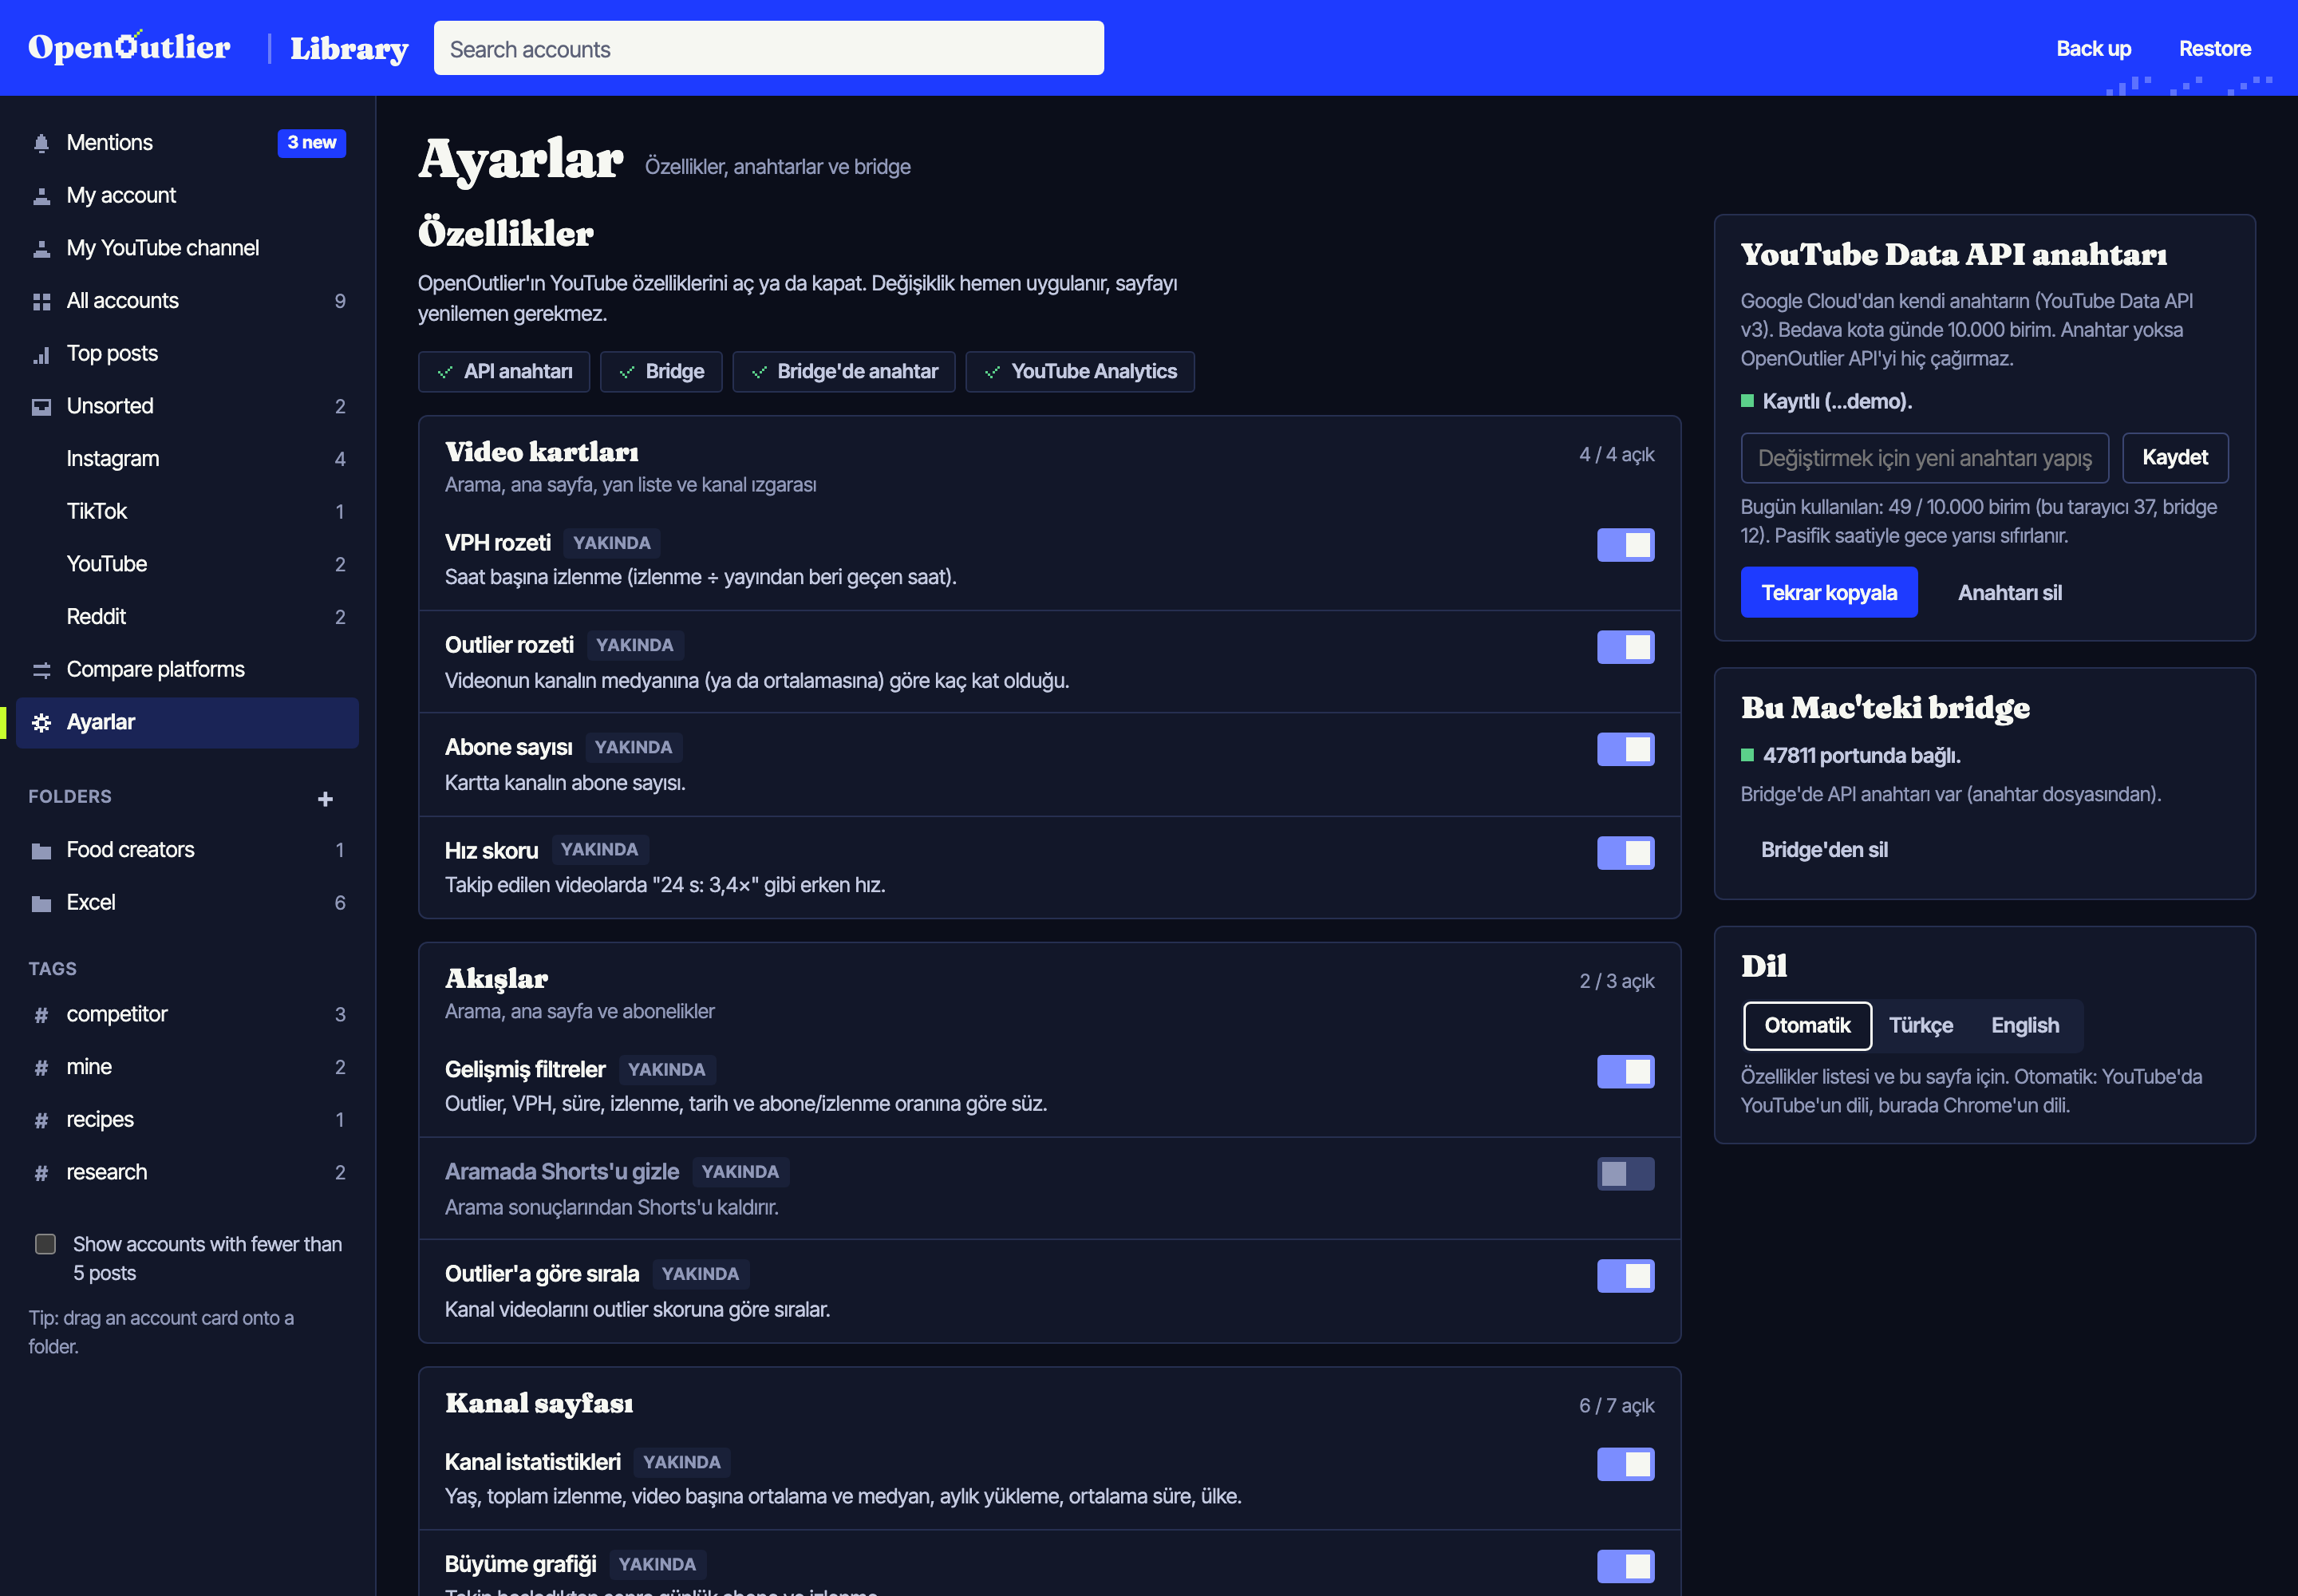 OpenOutlier
Library
Search accounts
Back up
Restore
Mentions
3 new
My account
My YouTube channel
All accounts
9
Top posts
Unsorted
2
Instagram
4
TikTok
1
YouTube
2
Reddit
2
Compare platforms
Ayarlar
FOLDERS
+
Food creators
1
Excel
6
TAGS
# competitor
3
# mine
2
# recipes
1
# research
2
Show accounts with fewer than
5 posts
Tip: drag an account card onto a
folder.
Ayarlar
Özellikler, anahtarlar ve bridge
Özellikler
OpenOutlier'ın YouTube özelliklerini aç ya da kapat. Değişiklik hemen uygulanır, sayfayı
yenilemen gerekmez.
API anahtarı
Bridge
Bridge'de anahtar
YouTube Analytics
Video kartları
4 / 4 açık
Arama, ana sayfa, yan liste ve kanal ızgarası
VPH rozeti
YAKINDA
Saat başına izlenme (izlenme ÷ yayından beri geçen saat).
Outlier rozeti
YAKINDA
Videonun kanalın medyanına (ya da ortalamasına) göre kaç kat olduğu.
Abone sayısı
YAKINDA
Kartta kanalın abone sayısı.
Hız skoru
YAKINDA
Takip edilen videolarda "24 s: 3,4×" gibi erken hız.
Akışlar
2 / 3 açık
Arama, ana sayfa ve abonelikler
Gelişmiş filtreler
YAKINDA
Outlier, VPH, süre, izlenme, tarih ve abone/izlenme oranına göre süz.
Aramada Shorts'u gizle
YAKINDA
Arama sonuçlarından Shorts'u kaldırır.
Outlier'a göre sırala
YAKINDA
Kanal videolarını outlier skoruna göre sıralar.
Kanal sayfası
6 / 7 açık
Kanal istatistikleri
YAKINDA
Yaş, toplam izlenme, video başına ortalama ve medyan, aylık yükleme, ortalama süre, ülke.
Büyüme grafiği
YAKINDA
YouTube Data API anahtarı
Google Cloud'dan kendi anahtarın (YouTube Data API
v3). Bedava kota günde 10.000 birim. Anahtar yoksa
OpenOutlier API'yi hiç çağırmaz.
Kayıtlı (...demo).
Değiştirmek için yeni anahtarı yapış
Kaydet
Bugün kullanılan: 49 / 10.000 birim (bu tarayıcı 37, bridge
12). Pasifik saatiyle gece yarısı sıfırlanır.
Tekrar kopyala
Anahtarı sil
Bu Mac'teki bridge
47811 portunda bağlı.
Bridge'de API anahtarı var (anahtar dosyasından).
Bridge'den sil
Dil
Otomatik
Türkçe
English
Özellikler listesi ve bu sayfa için. Otomatik: YouTube'da
YouTube'un dili, burada Chrome'un dili.